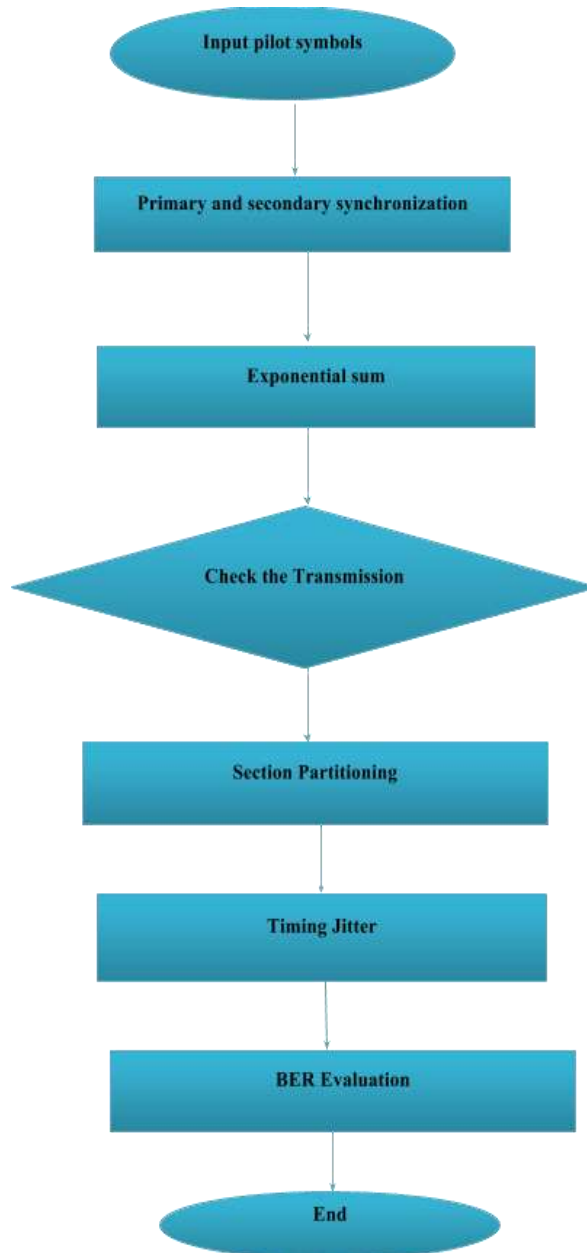 Input pilot symbols
Primary and secondary synchronization
Exponential sum
Check the Transmission
Section Partitioning
Timing Jitter
BER Evaluation
End